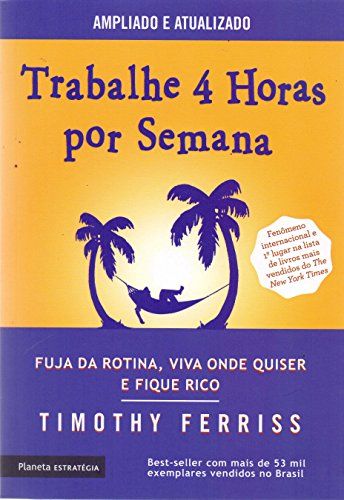 AMPLIADO E ATUALIZADO
Trabalhe 4 Horas
por Semana
Fenômeno
internacional e
1º lugar na lista
de livros mais
vendidos do The
New York Times
FUJA DA ROTINA, VIVA ONDE QUISER
E FIQUE RICO
TIMOTHY FERRISS
Planeta ESTRATÉGIA
Best-seller com mais de 53 mil
exemplares vendidos no Brasil